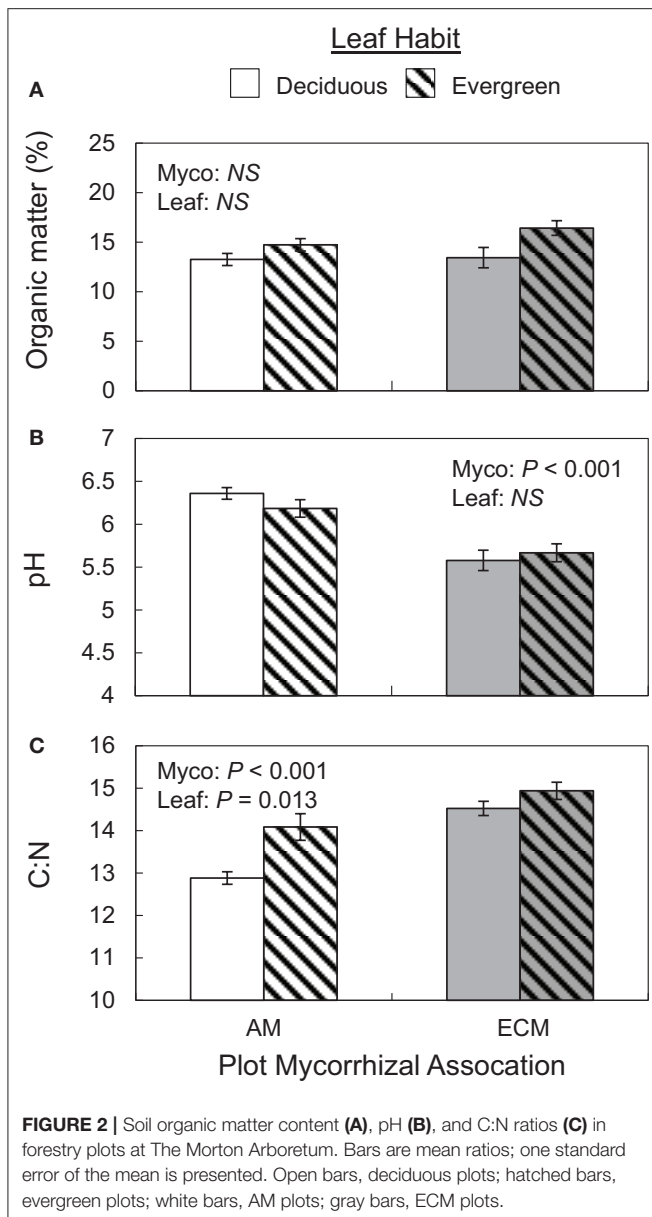 Leaf Habit
Deciduous Evergreen
A
Organic matter (%)
25
20
15
10
5
0
Myco: NS
Leaf: NS
B
pH
7
6.5
6
5.5
5
4.5
4
Myco: P < 0.001
Leaf: NS
C
C:N
16
15
14
13
12
11
10
Myco: P < 0.001
Leaf: P = 0.013
AM ECM
Plot Mycorrhizal Assocation
FIGURE 2 | Soil organic matter content (A), pH (B), and C:N ratios (C) in
forestry plots at The Morton Arboretum. Bars are mean ratios; one standard
error of the mean is presented. Open bars, deciduous plots; hatched bars,
evergreen plots; white bars, AM plots; gray bars, ECM plots.